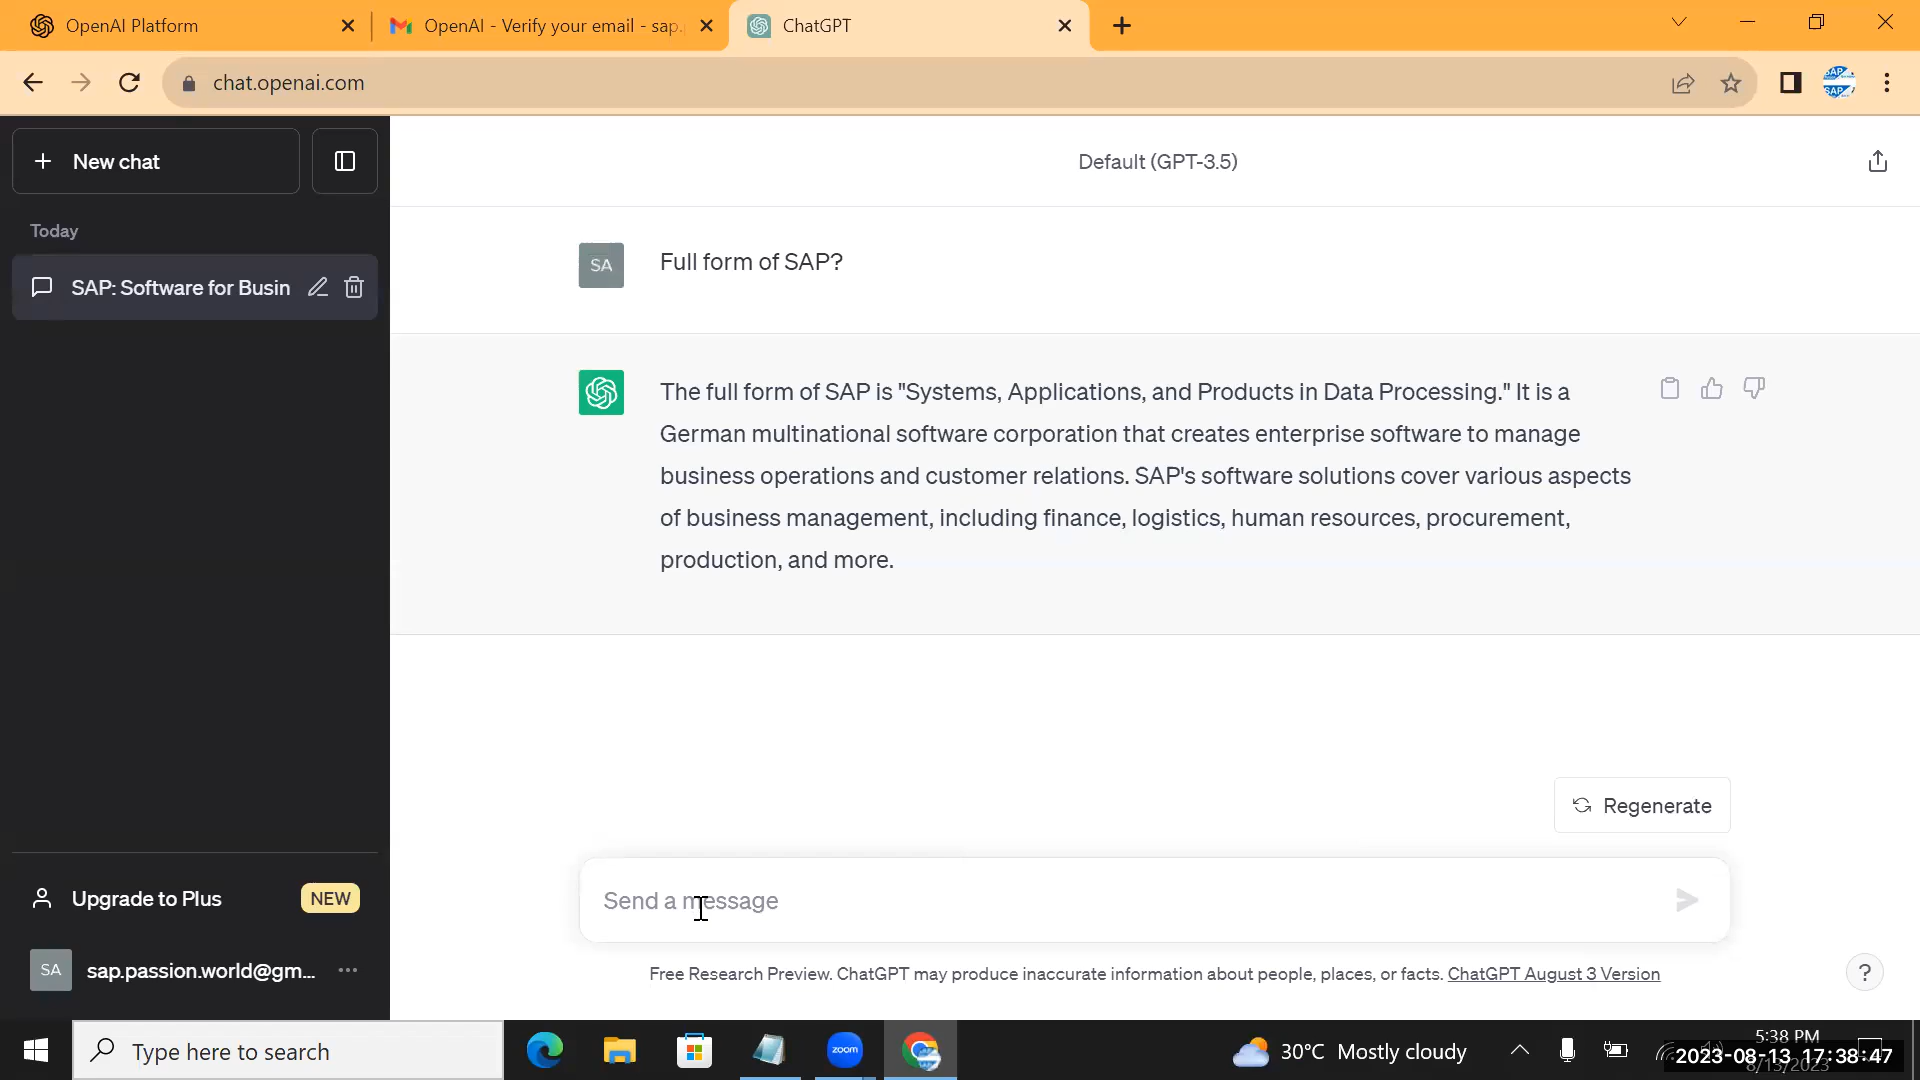 OpenAI Platform
OpenAI - Verify your email - sap.
ChatGPT
chat.openai.com
New chat
Default (GPT-3.5)
Today
SAP: Software for Busin
SA
Full form of SAP?
The full form of SAP is "Systems, Applications, and Products in Data Processing." It is a
German multinational software corporation that creates enterprise software to manage
business operations and customer relations. SAP's software solutions cover various aspects
of business management, including finance, logistics, human resources, procurement,
production, and more.
Regenerate
Upgrade to Plus
NEW
Send a message
SA
sap.passion.world@gm...
Free Research Preview. ChatGPT may produce inaccurate information about people, places, or facts. ChatGPT August 3 Version
?
Type here to search
zoom
30°C Mostly cloudy
5:38 PM
2023-08-13 17:38:47